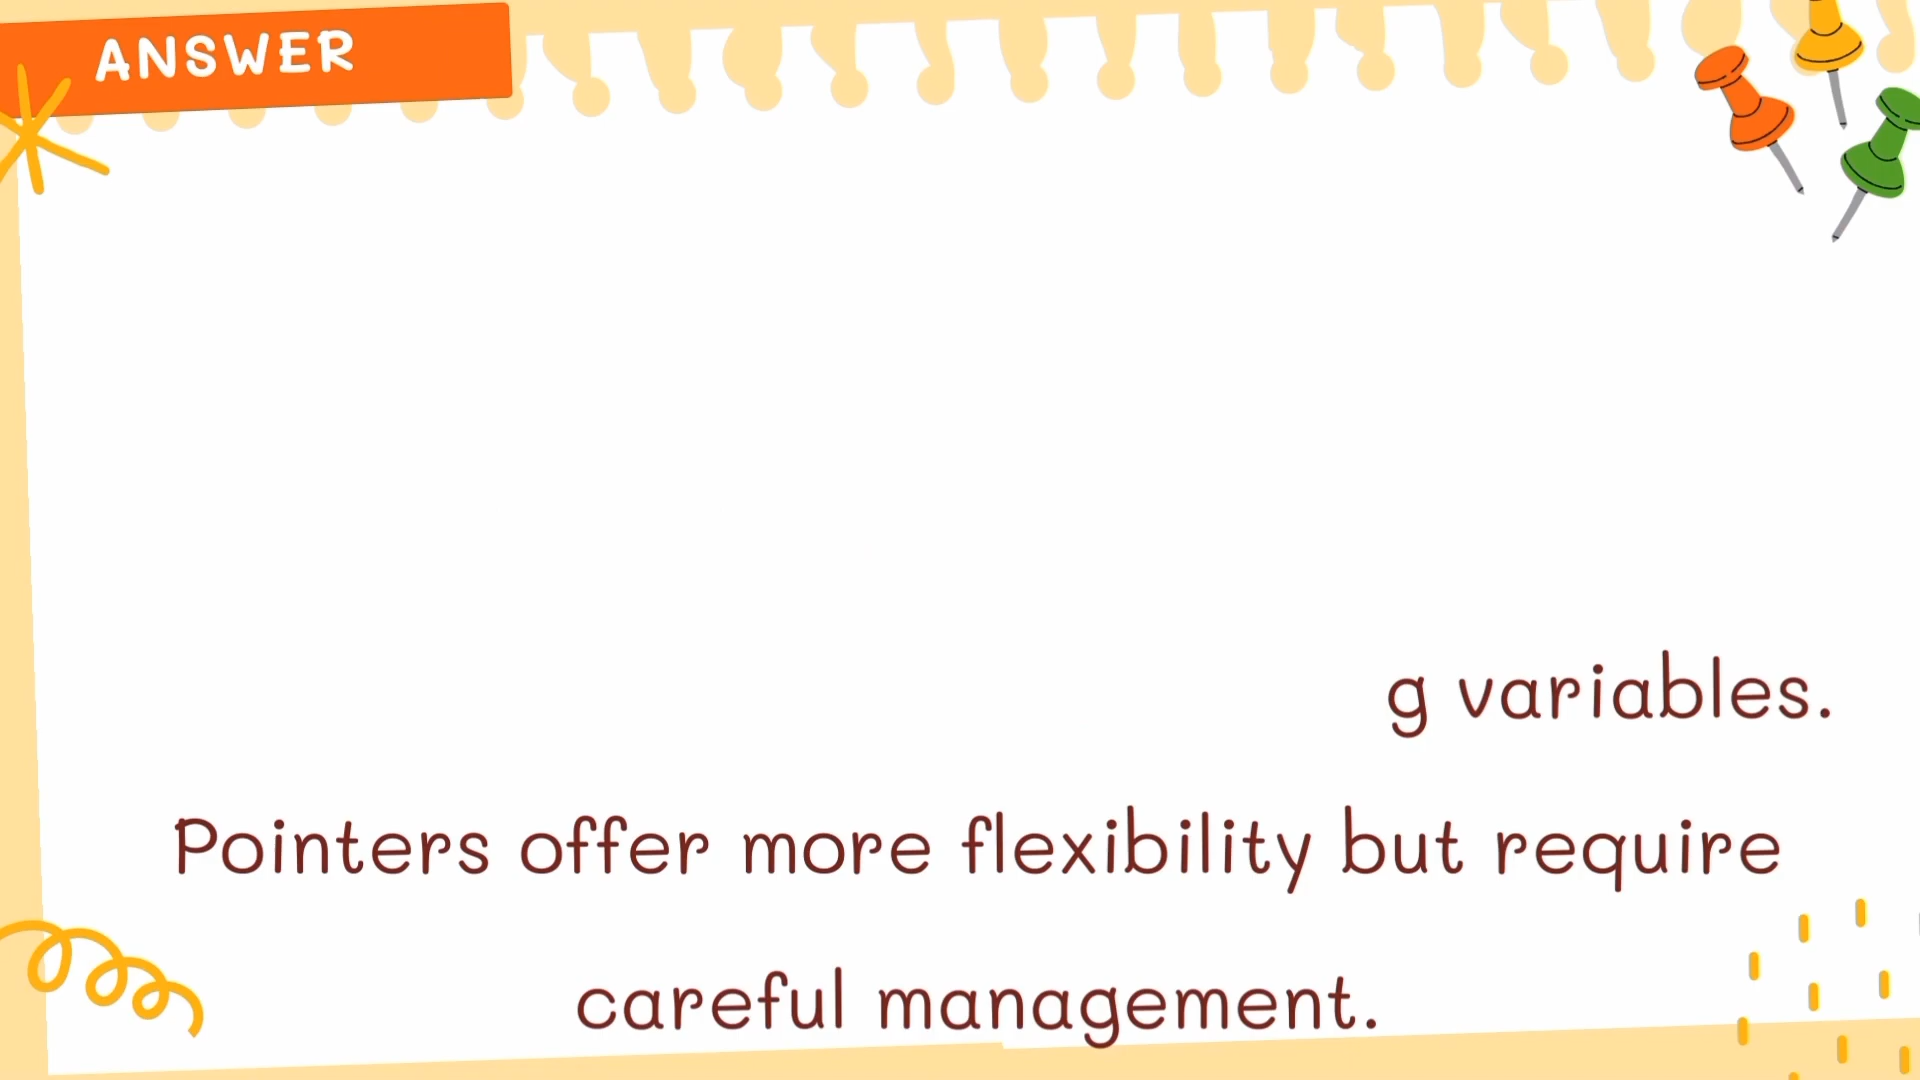 ANSWER
g variables.
Pointers offer more flexibility but require
careful management.